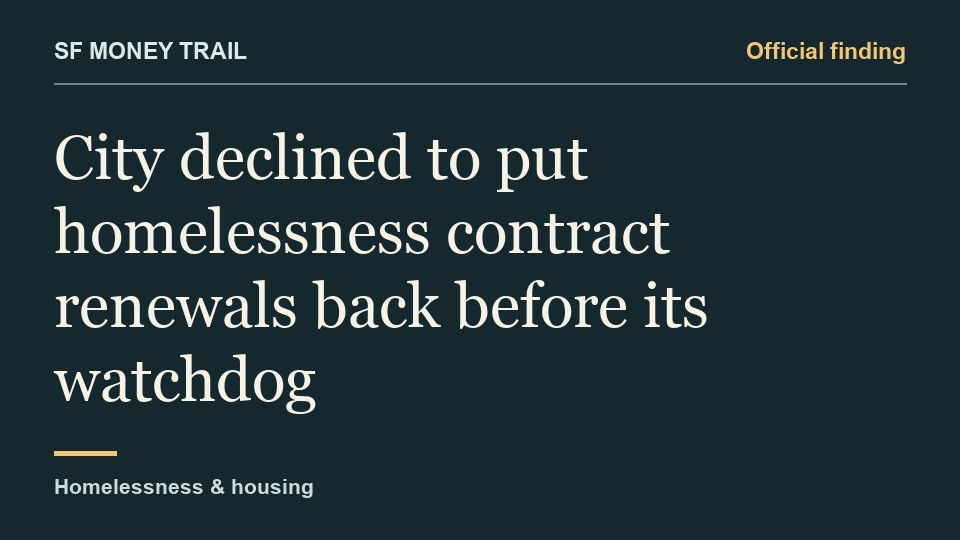 SF MONEY TRAIL
Official finding
City declined to put
homelessness contract
renewals back before its
watchdog
Homelessness & housing